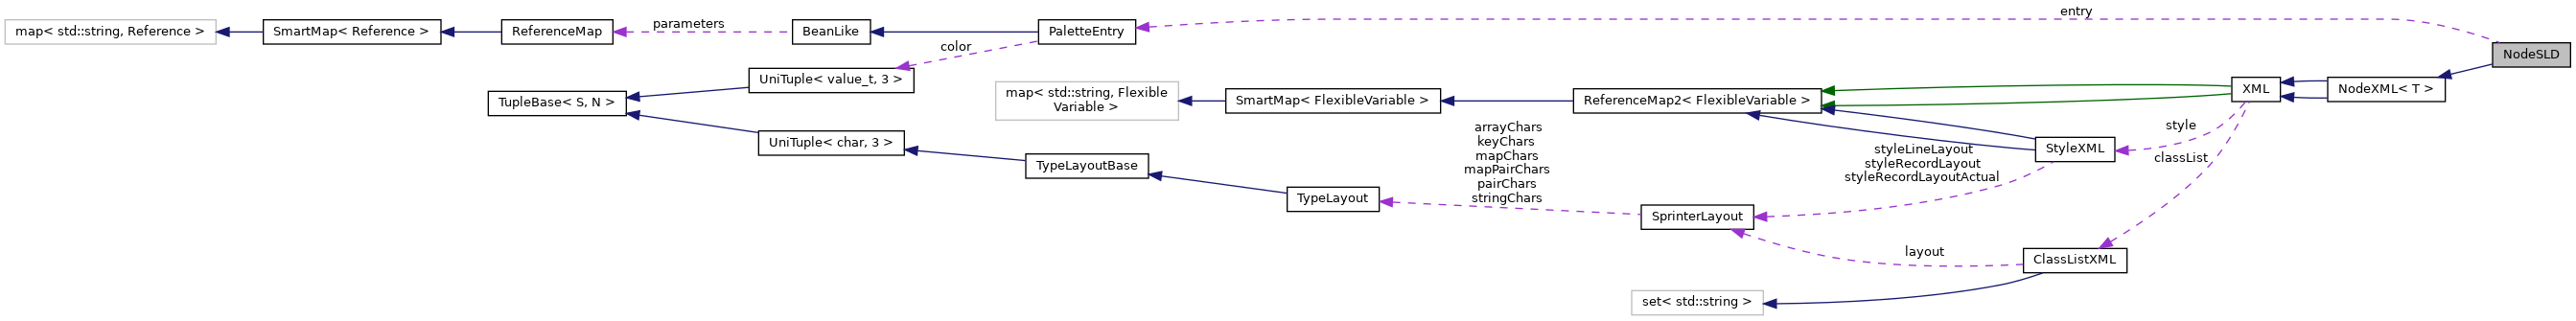 entry
parameters
map< std::string, Reference >
SmartMap< Reference >
ReferenceMap
BeanLike
PaletteEntry
color
NodeSLD
UniTuple< value_t, 3 >
TupleBase< S, N >
map< std::string, Flexible
Variable >
SmartMap< FlexibleVariable >
ReferenceMap2< FlexibleVariable >
XML
NodeXML< T >
UniTuple< char, 3 >
TypeLayoutBase
arrayChars
keyChars
mapChars
mapPairChars
pairChars
stringChars
style
StyleXML
styleLineLayout
styleRecordLayout
styleRecordLayoutActual
classList
TypeLayout
SprinterLayout
layout
ClassListXML
set< std::string >